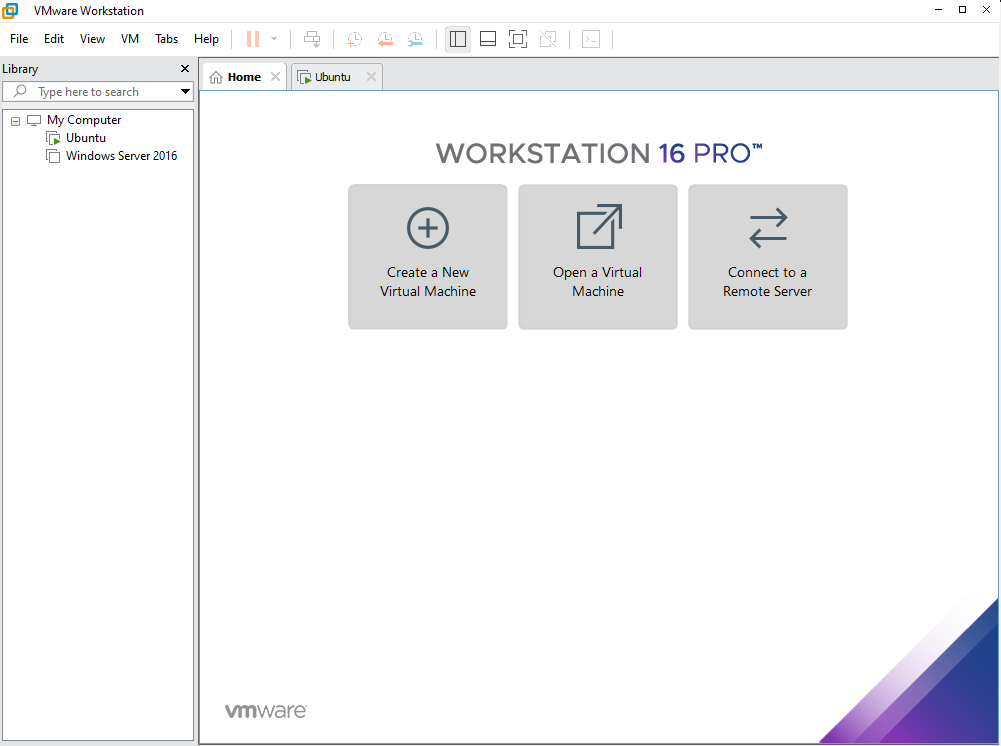 VMware Workstation
File Edit View VM Tabs Help
Library
Type here to search
My Computer
Ubuntu
Windows Server 2016
Home
Ubuntu
WORKSTATION 16 PRO™
Create a New
Virtual Machine
Open a Virtual
Machine
Connect to a
Remote Server
vmware